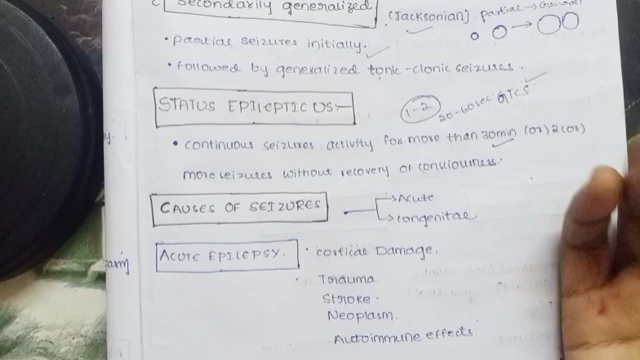 c Secondarily generalized
(Jacksonian) partial →
• partial seizures initially.
• followed by generalized tonic-clonic seizures.
STATUS EPILEPTICUS:-
1-2 20-60sec GTCS
• continuous seizures activity for more than 30min (or) 2 (or)
more seizures without recovery of consciousness.
CAUSES OF SEIZURES
→ Acute
→ congenital.
ACUTE EPILEPSY.
• cortical Damage.
• Trauma
Stroke.
Neoplasm.
Autoimmune effects